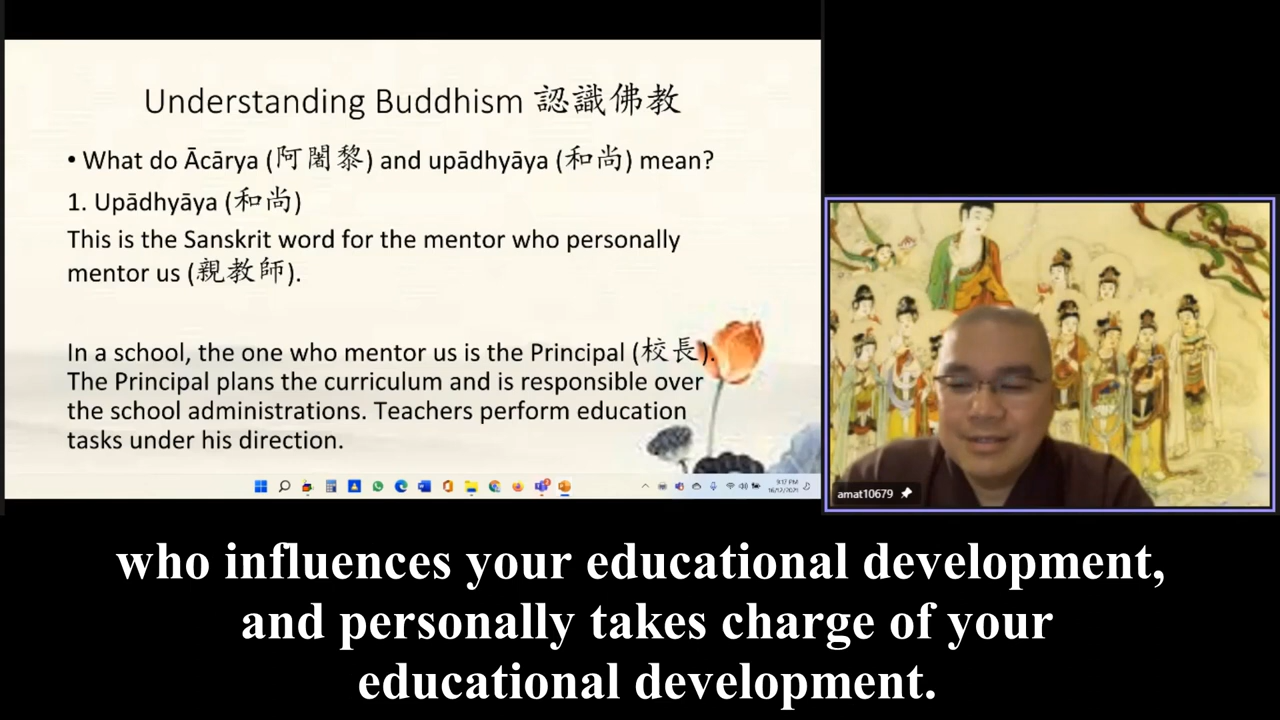 Understanding Buddhism 認識佛教
• What do Ācārya (阿闍黎) and upādhyāya (和尚) mean?
1. Upādhyāya (和尚)
This is the Sanskrit word for the mentor who personally
mentor us (親教師).
In a school, the one who mentor us is the Principal (校長).
The Principal plans the curriculum and is responsible over
the school administrations. Teachers perform education
tasks under his direction.
9:17 PM
amat10679
who influences your educational development,
and personally takes charge of your
educational development.